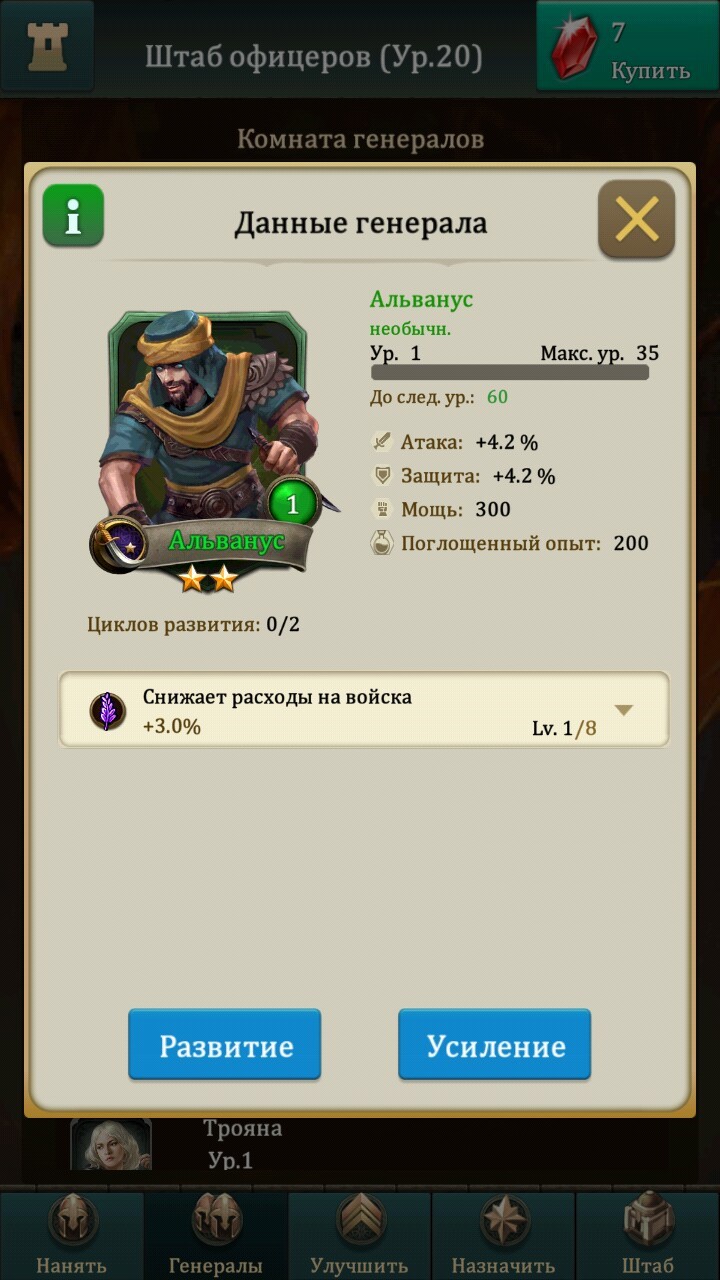 Штаб офицеров (Ур.20)
7
Купить
Комната генералов
Данные генерала
Альванус
необычн.
Ур. 1 Макс. ур. 35
До след. ур.: 60
Атака: +4.2 %
Защита: +4.2 %
Мощь: 300
Поглощенный опыт: 200
1
Альванус
Циклов развития: 0/2
Снижает расходы на войска
+3.0%
Lv. 1/8
Развитие
Усиление
Трояна
Ур.1
Нанять
Генералы
Улучшить
Назначить
Штаб